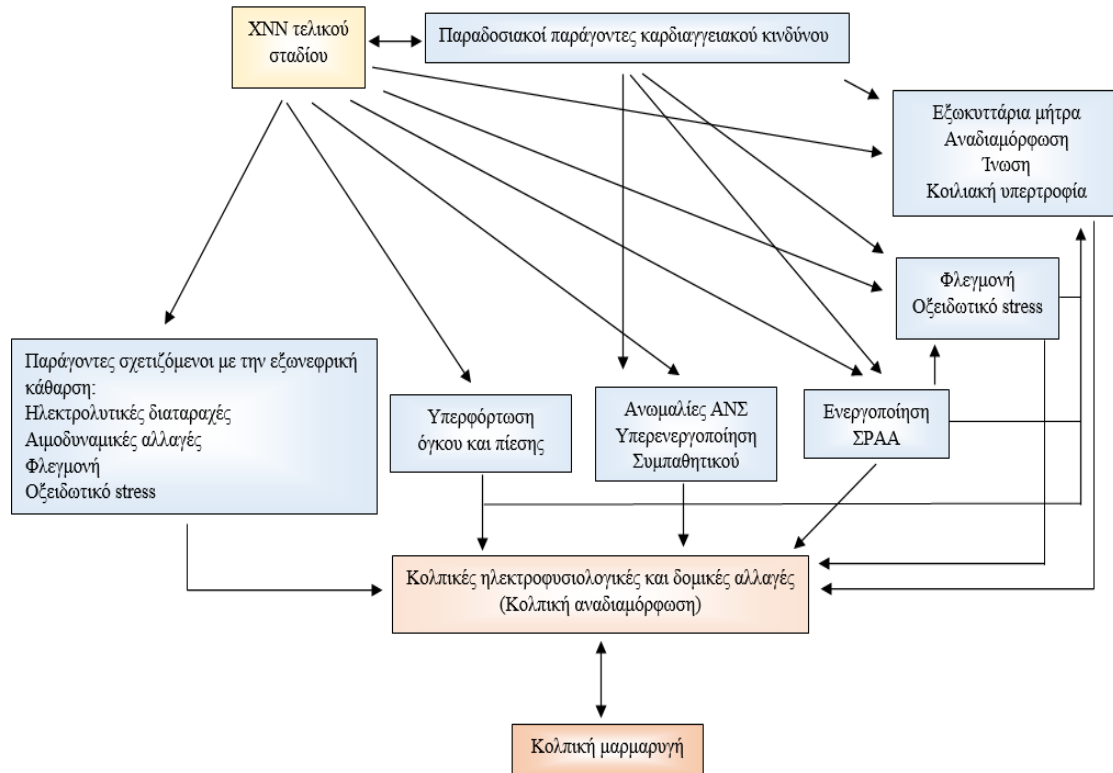 ΧΝΝ τελικού
σταδίου
Παραδοσιακοί παράγοντες καρδιαγγειακού κινδύνου
Εξωκυττάρια μήτρα
Αναδιαμόρφωση
Ίνωση
Κοιλιακή υπερτροφία
Φλεγμονή
Οξειδωτικό stress
Παράγοντες σχετιζόμενοι με την εξωνεφρική
κάθαρση:
Ηλεκτρολυτικές διαταραχές
Αιμοδυναμικές αλλαγές
Φλεγμονή
Οξειδωτικό stress
Υπερφόρτωση
όγκου και πίεσης
Ανωμαλίες ΑΝΣ
Υπερενεργοποίηση
Συμπαθητικού
Ενεργοποίηση
ΣΡΑΑ
Κολπικές ηλεκτροφυσιολογικές και δομικές αλλαγές
(Κολπική αναδιαμόρφωση)
Κολπική μαρμαρυγή